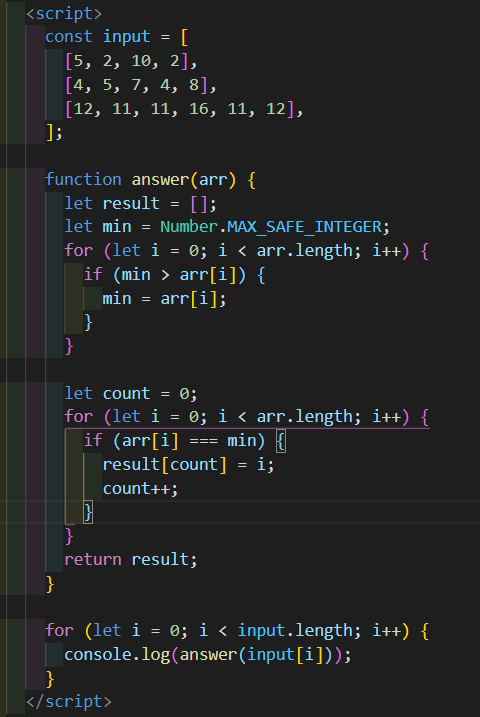 <script>
const input = [
[5, 2, 10, 2],
[4, 5, 7, 4, 8],
[12, 11, 11, 16, 11, 12],
];
function answer(arr) {
let result = [];
let min = Number.MAX_SAFE_INTEGER;
for (let i = 0; i < arr.length; i++) {
if (min > arr[i]) {
min = arr[i];
}
}
let count = 0;
for (let i = 0; i < arr.length; i++) {
if (arr[i] === min) {
result[count] = i;
count++;
}
}
return result;
}
for (let i = 0; i < input.length; i++) {
console.log(answer(input[i]));
}
</script>